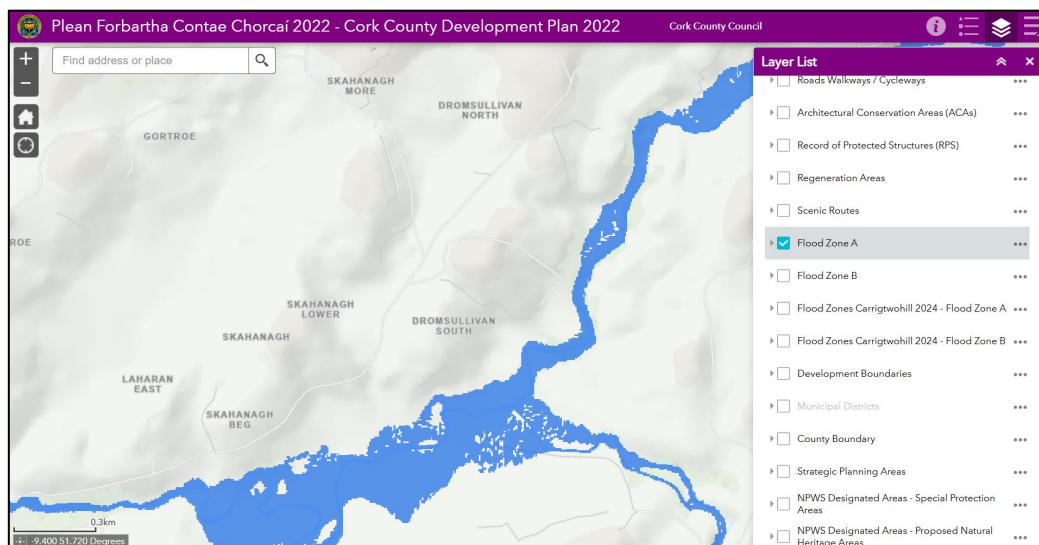 Plean Forbartha Contae Chorcaí 2022 - Cork County Development Plan 2022
Cork County Council
Find address or place
Layer List
Roads Walkways / Cycleways
Architectural Conservation Areas (ACAs)
Record of Protected Structures (RPS)
Regeneration Areas
Scenic Routes
Flood Zone A
Flood Zone B
Flood Zones Carrigtwohill 2024 - Flood Zone A
Flood Zones Carrigtwohill 2024 - Flood Zone B
Development Boundaries
Municipal Districts
County Boundary
Strategic Planning Areas
NPWS Designated Areas - Special Protection
Areas
NPWS Designated Areas - Proposed Natural
Heritage Areas
SKAHANAGH
MORE
DROMSULLIVAN
NORTH
GORTROE
ROE
SKAHANAGH
LOWER
DROMSULLIVAN
SOUTH
SKAHANAGH
LAHARAN
EAST
SKAHANAGH
BEG
0.3km
-9.400 51.720 Degrees